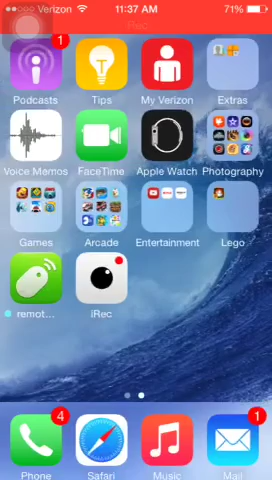 Verizon 11:37 AM 71%
Rec
1
Podcasts Tips My Verizon Extras
Voice Memos FaceTime Apple Watch Photography
Games Arcade Entertainment Lego
remot... iRec
4 1
Phone Safari Music Mail